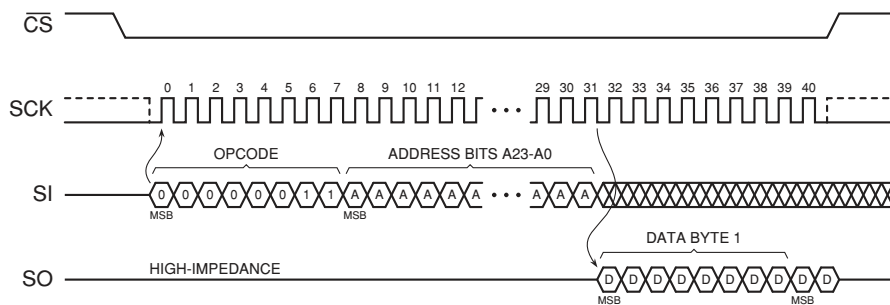 CS
0 1 2 3 4 5 6 7 8 9 10 11 12 29 30 31 32 33 34 35 36 37 38 39 40
SCK
OPCODE ADDRESS BITS A23-A0
SI 0 0 0 0 0 0 1 1 A A A A A A A A A
MSB MSB
DATA BYTE 1
SO HIGH-IMPEDANCE D D D D D D D D D D
MSB MSB